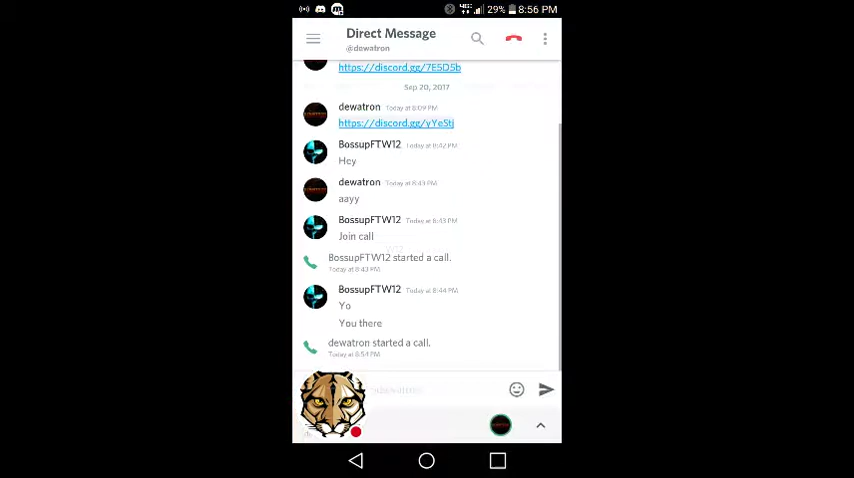 29% 8:56 PM
Direct Message
@dewatron
https://discord.gg/7E5D5b
Sep 20, 2017
dewatron Today at 8:09 PM
https://discord.gg/yYeStj
BossupFTW12 Today at 8:42 PM
Hey
dewatron Today at 8:43 PM
aayy
BossupFTW12 Today at 8:43 PM
Join call
BossupFTW12 started a call.
Today at 8:43 PM
BossupFTW12 Today at 8:44 PM
Yo
You there
dewatron started a call.
Today at 8:54 PM